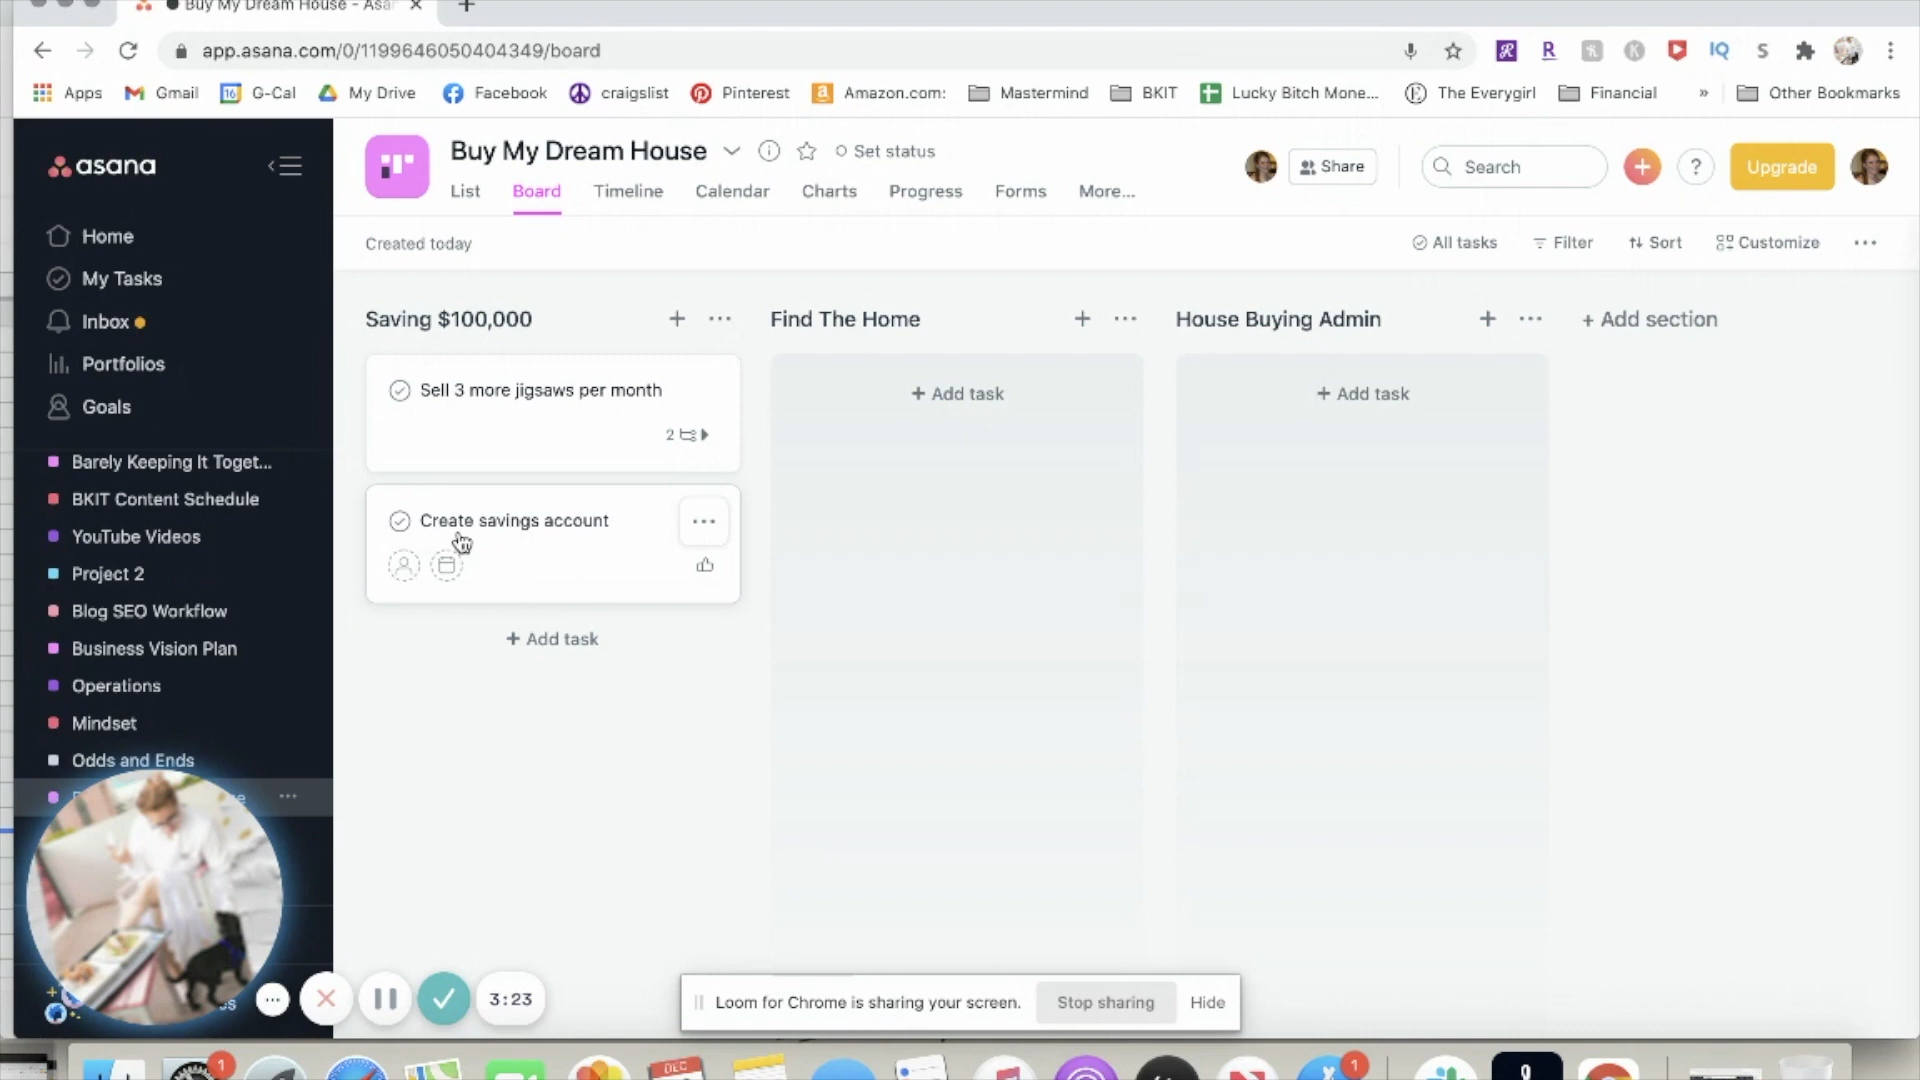 Buy My Dream House - Asar
app.asana.com/0/1199646050404349/board
Apps
Gmail
16
G-Cal
My Drive
Facebook
craigslist
Pinterest
Amazon.com:
Mastermind
BKIT
Lucky Bitch Mone...
The Everygirl
Financial
»
Other Bookmarks
asana
Buy My Dream House
Set status
Share
Search
Upgrade
List
Board
Timeline
Calendar
Charts
Progress
Forms
More...
Created today
All tasks
Filter
Sort
Customize
Home
My Tasks
Inbox
Portfolios
Goals
Barely Keeping It Toget...
BKIT Content Schedule
YouTube Videos
Project 2
Blog SEO Workflow
Business Vision Plan
Operations
Mindset
Odds and Ends
Saving $100,000
Sell 3 more jigsaws per month
2
Create savings account
+ Add task
Find The Home
+ Add task
House Buying Admin
+ Add task
+ Add section
3:23
Loom for Chrome is sharing your screen.
Stop sharing
Hide
1
DEC
1